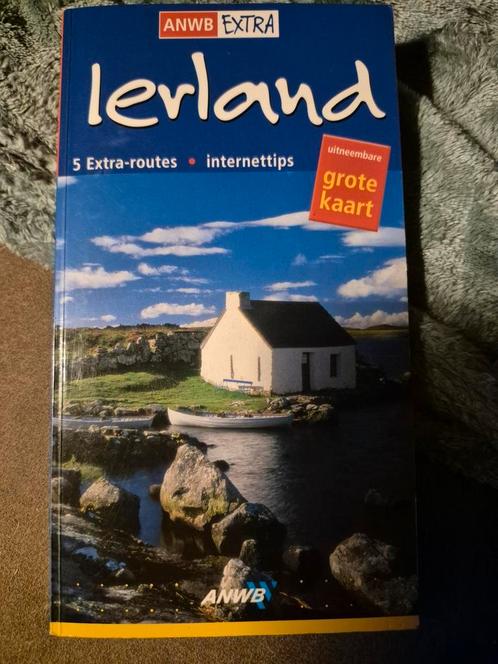 ANWB EXTRA
Ierland
5 Extra-routes • internettips
uitneembare
grote
kaart
ANWB